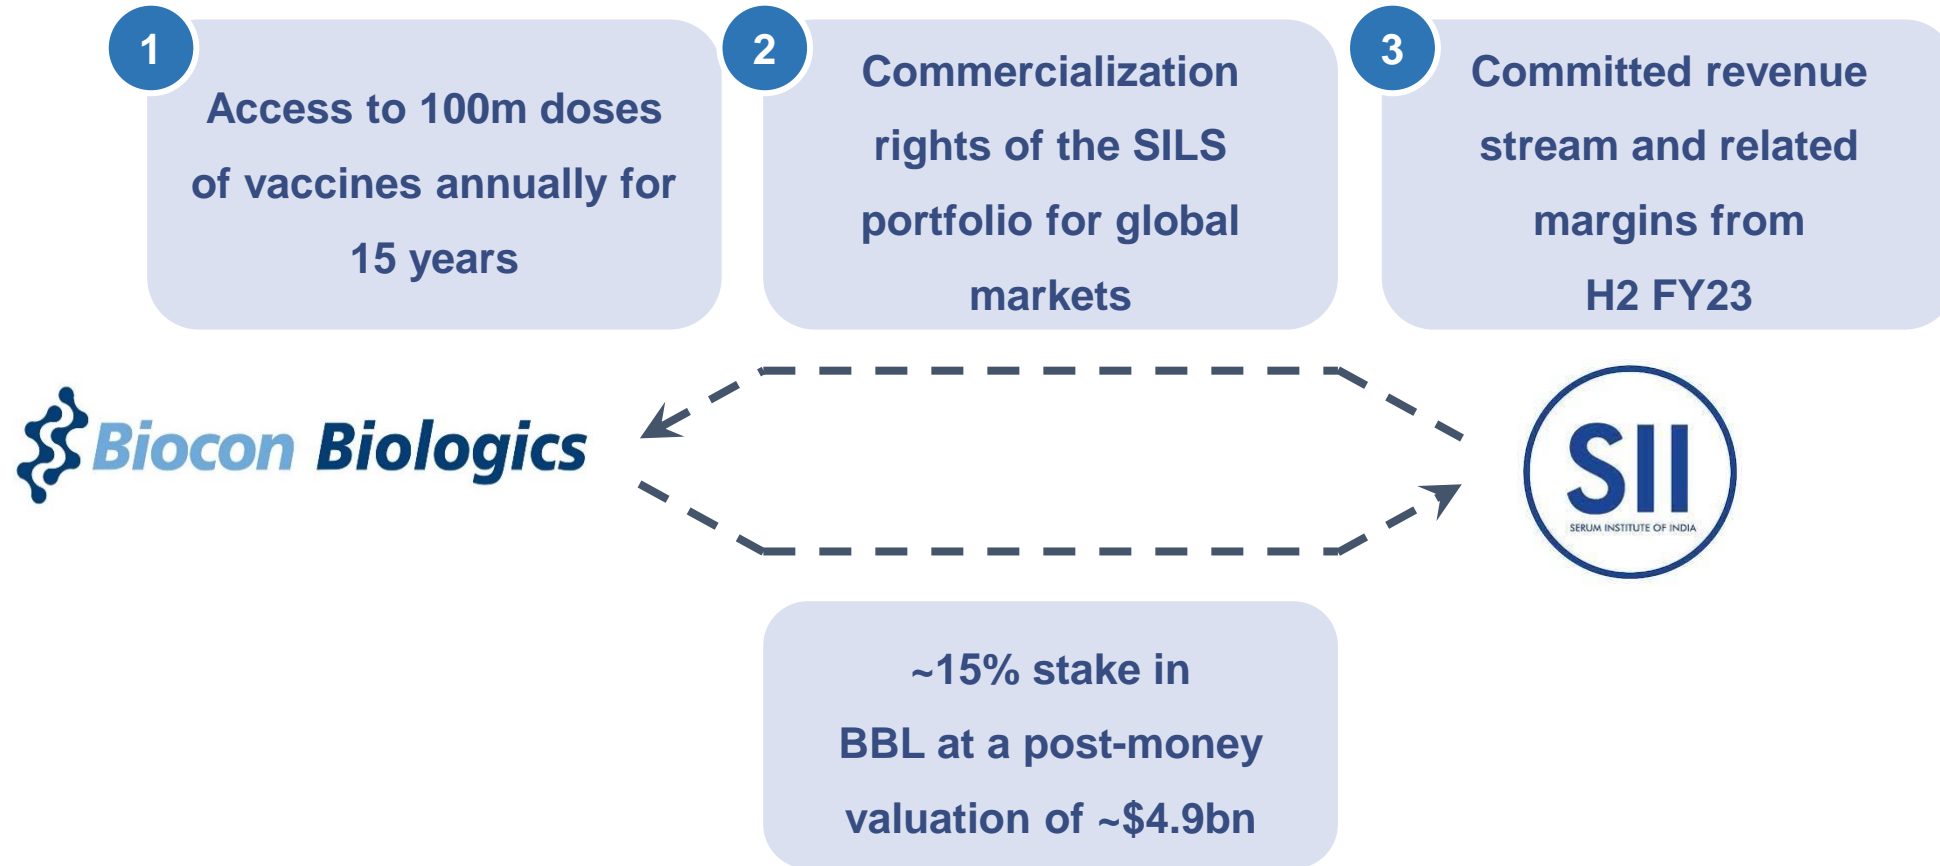 1
Access to 100m doses
of vaccines annually for
15 years
2
Commercialization
rights of the SILS
portfolio for global
markets
3
Committed revenue
stream and related
margins from
H2 FY23
Biocon Biologics
SII
SERUM INSTITUTE OF INDIA
~15% stake in
BBL at a post-money
valuation of ~$4.9bn